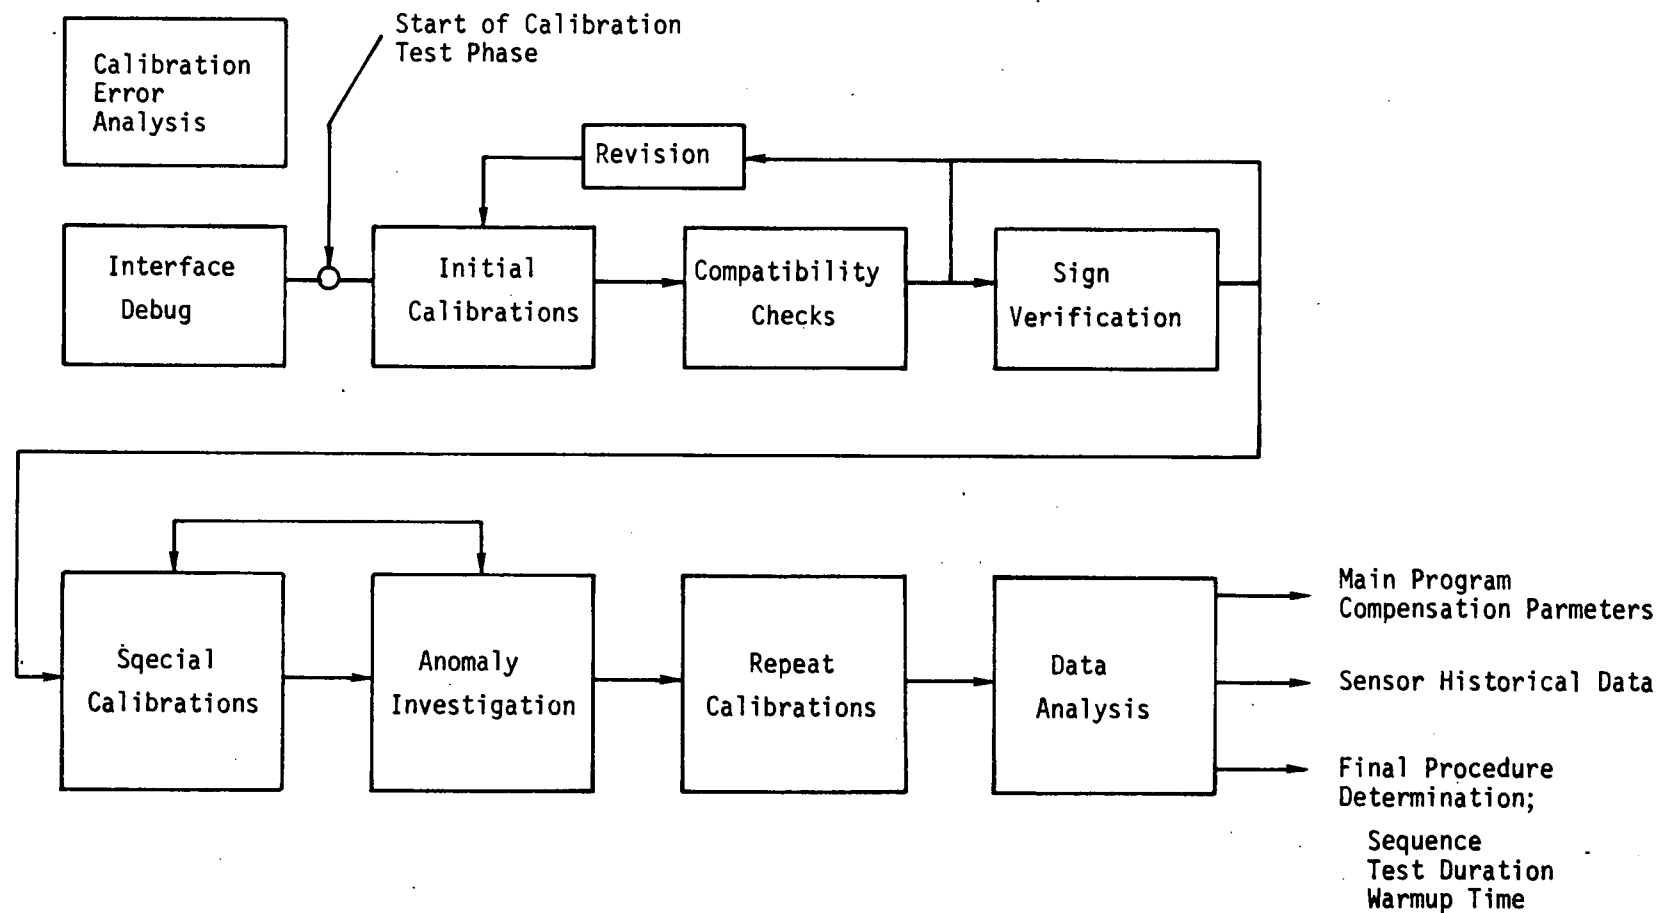 Start of Calibration
Test Phase
Calibration
Error
Analysis
Revision
Interface
Debug
Initial
Calibrations
Compatibility
Checks
Sign
Verification
Sqecial
Calibrations
Anomaly
Investigation
Repeat
Calibrations
Data
Analysis
Main Program
Compensation Parmeters
Sensor Historical Data
Final Procedure
Determination;
Sequence
Test Duration
Warmup Time